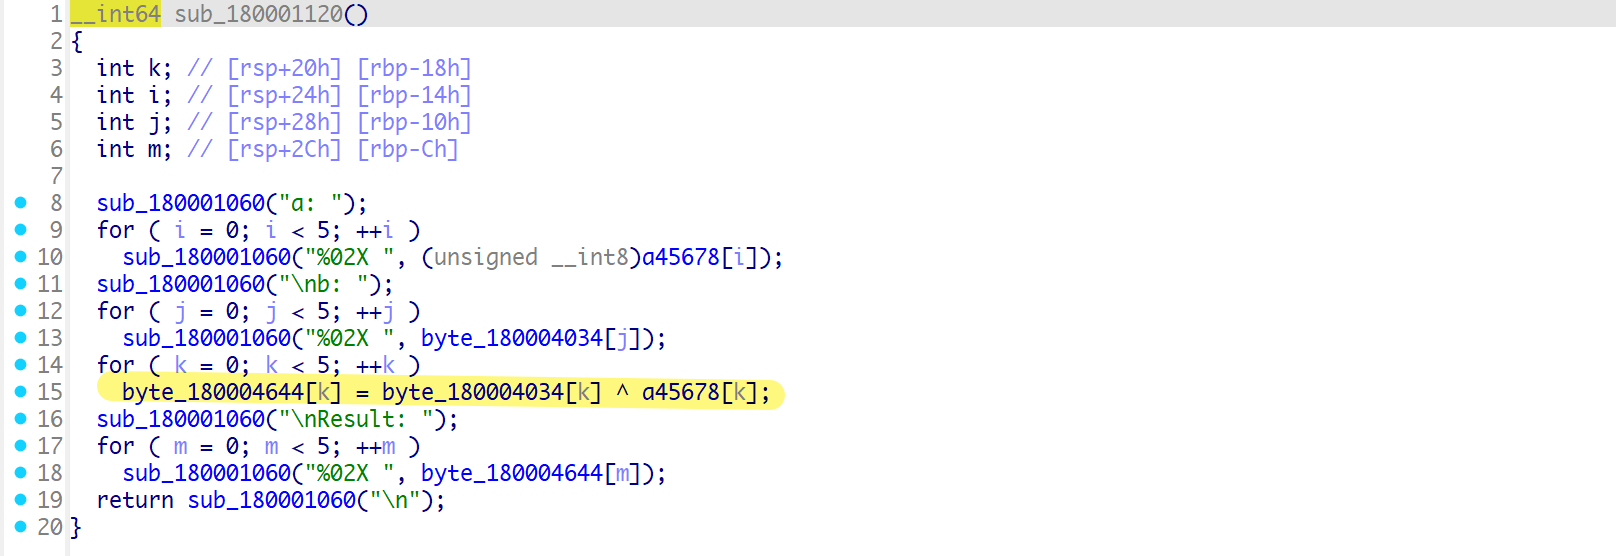 1 __int64 sub_180001120()
2 {
3   int k; // [rsp+20h] [rbp-18h]
4   int i; // [rsp+24h] [rbp-14h]
5   int j; // [rsp+28h] [rbp-10h]
6   int m; // [rsp+2Ch] [rbp-Ch]
7
8   sub_180001060("a: ");
9   for ( i = 0; i < 5; ++i )
10     sub_180001060("%02X ", (unsigned __int8)a45678[i]);
11   sub_180001060("\nb: ");
12   for ( j = 0; j < 5; ++j )
13     sub_180001060("%02X ", byte_180004034[j]);
14   for ( k = 0; k < 5; ++k )
15     byte_180004644[k] = byte_180004034[k] ^ a45678[k];
16   sub_180001060("\nResult: ");
17   for ( m = 0; m < 5; ++m )
18     sub_180001060("%02X ", byte_180004644[m]);
19   return sub_180001060("\n");
20 }